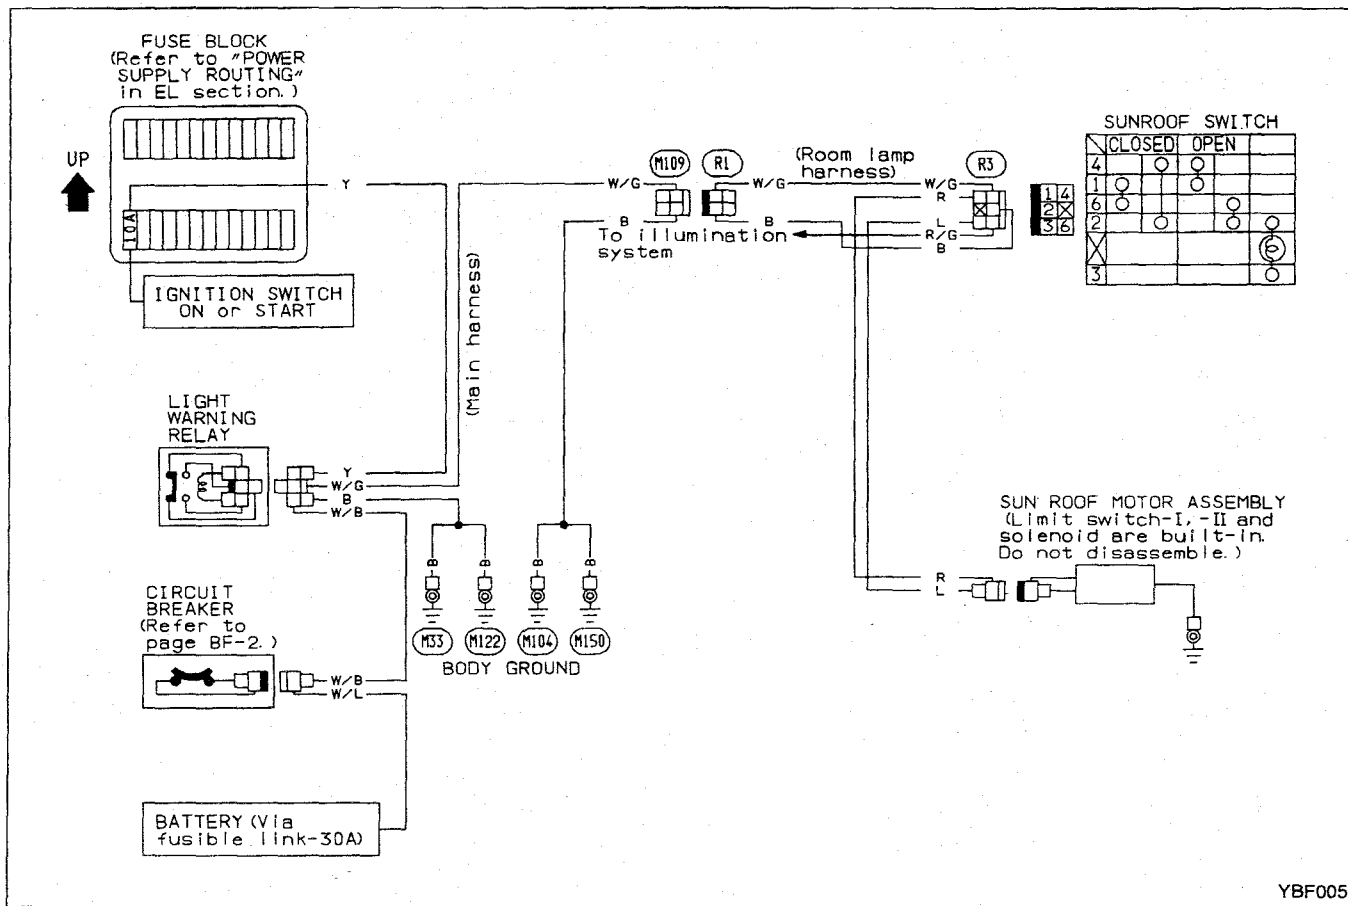 FUSE BLOCK
(Refer to "POWER
SUPPLY ROUTING"
in EL section.)
UP
10A
Y
IGNITION SWITCH
ON or START
(Main harness)
M109
R1
(Room lamp
harness)
R3
W/G
W/G
W/G
R
B
B
L
R/G
B
To illumination
system
1 4
2
3 6
SUNROOF SWITCH
CLOSED OPEN
4
1
6
2
3
LIGHT
WARNING
RELAY
Y
W/G
B
W/B
B
B
B
B
M33
M122
M104
M150
BODY GROUND
CIRCUIT
BREAKER
(Refer to
page BF-2.)
W/B
W/L
BATTERY (Via
fusible link-30A)
SUN ROOF MOTOR ASSEMBLY
(Limit switch-I, -II and
solenoid are built-in.
Do not disassemble.)
R
L
YBF005